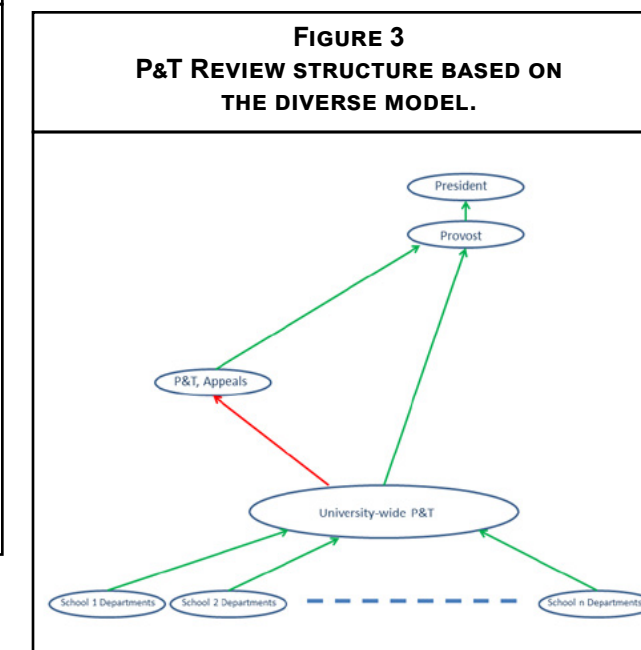 FIGURE 3
P&T REVIEW STRUCTURE BASED ON
THE DIVERSE MODEL.
President
Provost
P&T, Appeals
University-wide P&T
School 1 Departments
School 2 Departments
School n Departments